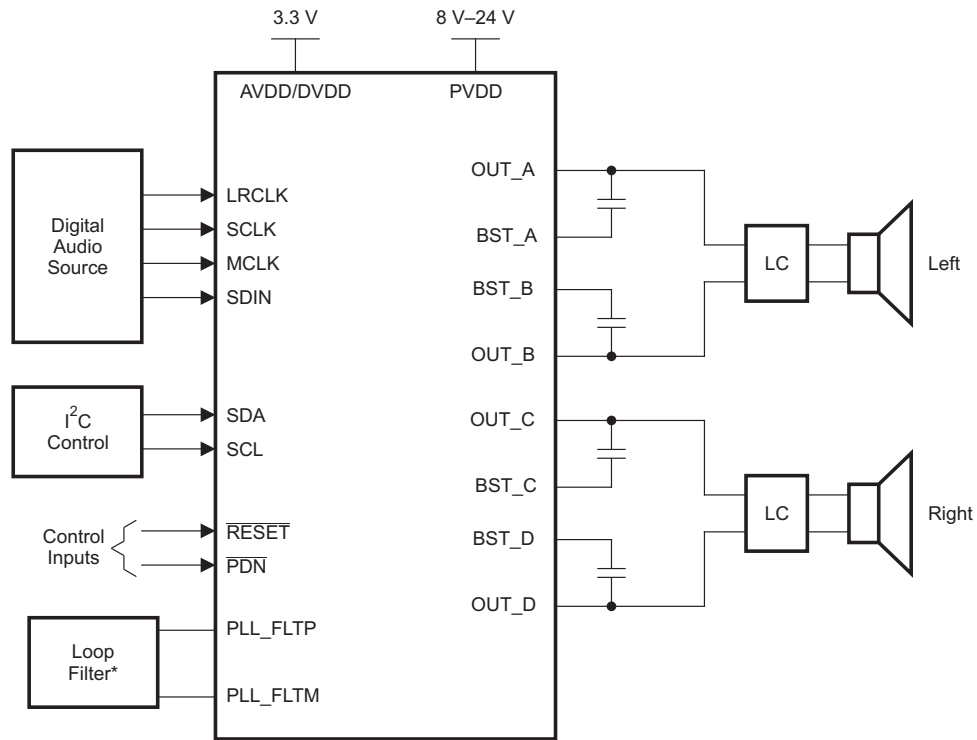 3.3 V
8 V–24 V
AVDD/DVDD
PVDD
Digital
Audio
Source
LRCLK
SCLK
MCLK
SDIN
I²C
Control
SDA
SCL
Control
Inputs
RESET
PDN
Loop
Filter*
PLL_FLTP
PLL_FLTM
OUT_A
BST_A
BST_B
OUT_B
LC
Left
OUT_C
BST_C
BST_D
OUT_D
LC
Right